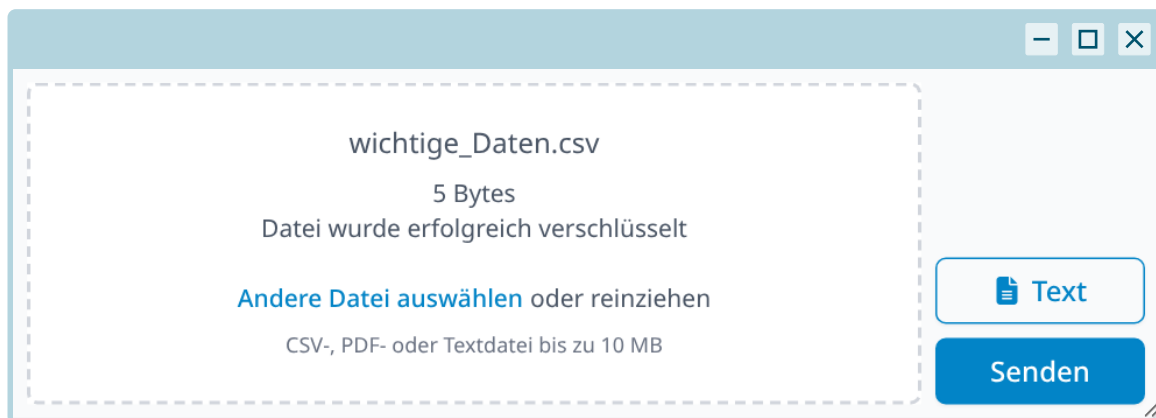 wichtige_Daten.csv
5 Bytes
Datei wurde erfolgreich verschlüsselt
Andere Datei auswählen oder reinziehen
CSV-, PDF- oder Textdatei bis zu 10 MB
Text
Senden